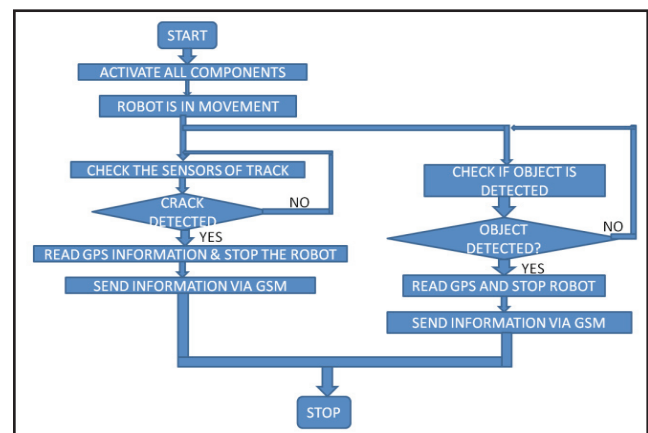 START
ACTIVATE ALL COMPONENTS
ROBOT IS IN MOVEMENT
CHECK THE SENSORS OF TRACK
CRACK
DETECTED
NO
YES
READ GPS INFORMATION & STOP THE ROBOT
SEND INFORMATION VIA GSM
CHECK IF OBJECT IS
DETECTED
OBJECT
DETECTED?
NO
YES
READ GPS AND STOP ROBOT
SEND INFORMATION VIA GSM
STOP